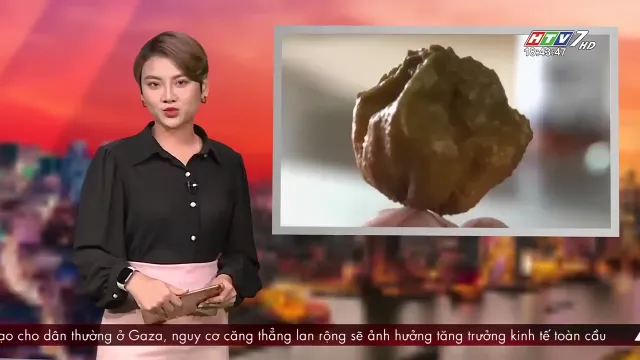 HTV7 HD
18:43:47
ạo cho dân thường ở Gaza, nguy cơ căng thẳng lan rộng sẽ ảnh hưởng tăng trưởng kinh tế toàn cầu